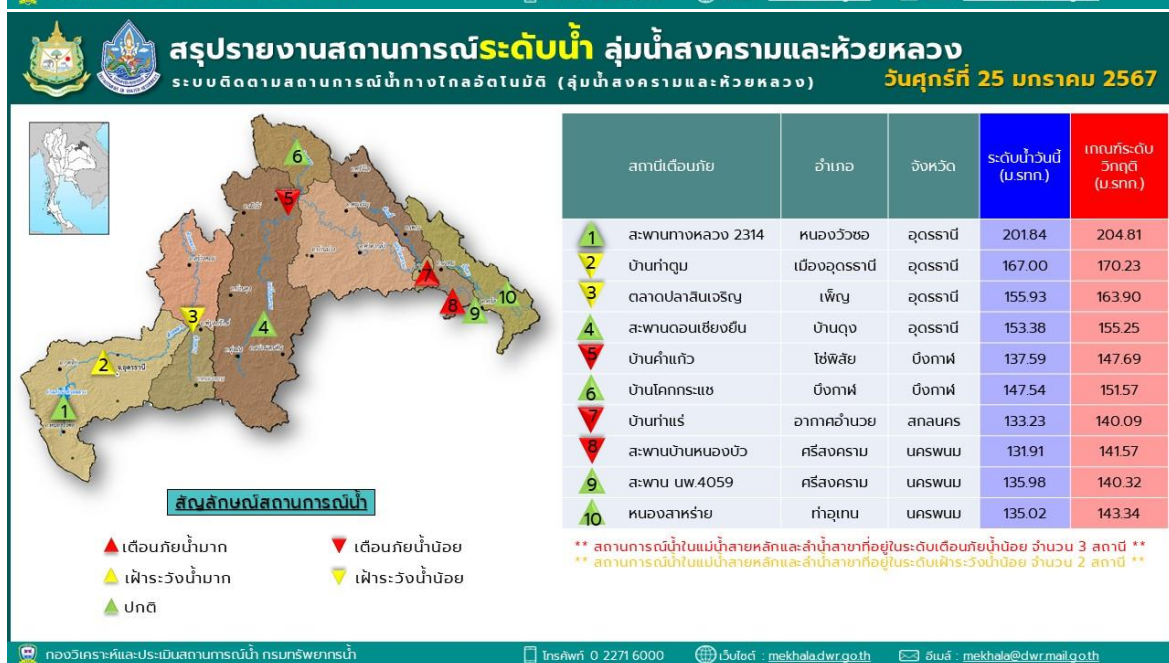 สรุปรายงานสถานการณ์ระดับน้ำ ลุ่มน้ำสงครามและห้วยหลวง
ระบบติดตามสถานการณ์น้ำทางไกลอัตโนมัติ (ลุ่มน้ำสงครามและห้วยหลวง)
วันศุกร์ที่ 25 มกราคม 2567
สถานีเตือนภัย อำเภอ จังหวัด ระดับน้ำวันนี้ (ม.รทก.) เกณฑ์ระดับวิกฤติ (ม.รทก.)
1 สะพานทางหลวง 2314 หนองวัวซอ อุดรธานี 201.84 204.81
2 บ้านท่าตูม เมืองอุดรธานี อุดรธานี 167.00 170.23
3 ตลาดปลาสินเจริญ เพ็ญ อุดรธานี 155.93 163.90
4 สะพานดอนเชียงยืน บ้านดุง อุดรธานี 153.38 155.25
5 บ้านคำแก้ว โซ่พิสัย บึงกาฬ 137.59 147.69
6 บ้านโคกกระแซ บึงกาฬ บึงกาฬ 147.54 151.57
7 บ้านท่าแร่ อากาศอำนวย สกลนคร 133.23 140.09
8 สะพานบ้านหนองบัว ศรีสงคราม นครพนม 131.91 141.57
9 สะพาน นพ.4059 ศรีสงคราม นครพนม 135.98 140.32
10 หนองสาหร่าย ท่าอุเทน นครพนม 135.02 143.34
** สถานการณ์น้ำในแม่น้ำสายหลักและลำน้ำสาขาที่อยู่ในระดับเตือนภัยน้ำน้อย จำนวน 3 สถานี **
** สถานการณ์น้ำในแม่น้ำสายหลักและลำน้ำสาขาที่อยู่ในระดับเฝ้าระวังน้ำน้อย จำนวน 2 สถานี **
6
5
7
8
9
10
3
4
2
1
สัญลักษณ์สถานการณ์น้ำ
เตือนภัยน้ำมาก เตือนภัยน้ำน้อย
เฝ้าระวังน้ำมาก เฝ้าระวังน้ำน้อย
ปกติ
กองวิเคราะห์และประเมินสถานการณ์น้ำ กรมทรัพยากรน้ำ โทรศัพท์ 0 2271 6000 เว็บไซต์ : mekhala.dwr.go.th อีเมล์ : mekhala@dwr.mail.go.th